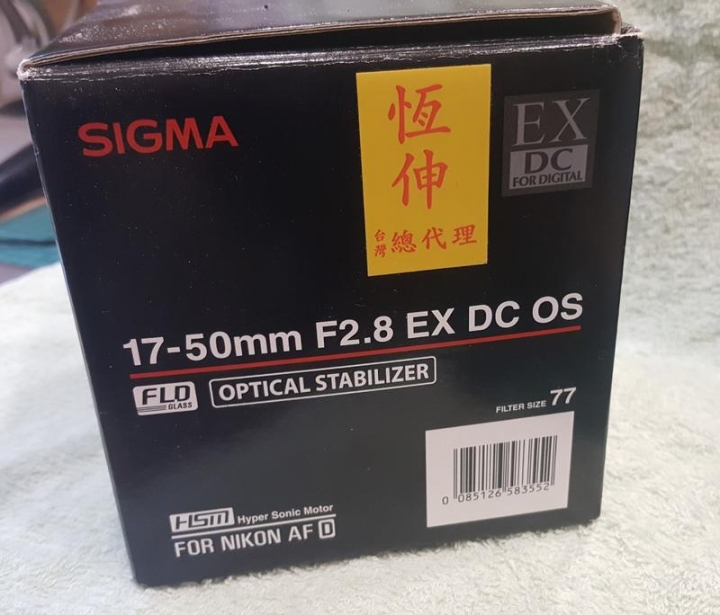 SIGMA
恆
伸
台灣 總代理
EX
DC
FOR DIGITAL
17-50mm F2.8 EX DC OS
FLD
GLASS
OPTICAL STABILIZER
FILTER SIZE 77
0 085126 583552
HSM Hyper Sonic Motor
FOR NIKON AF D